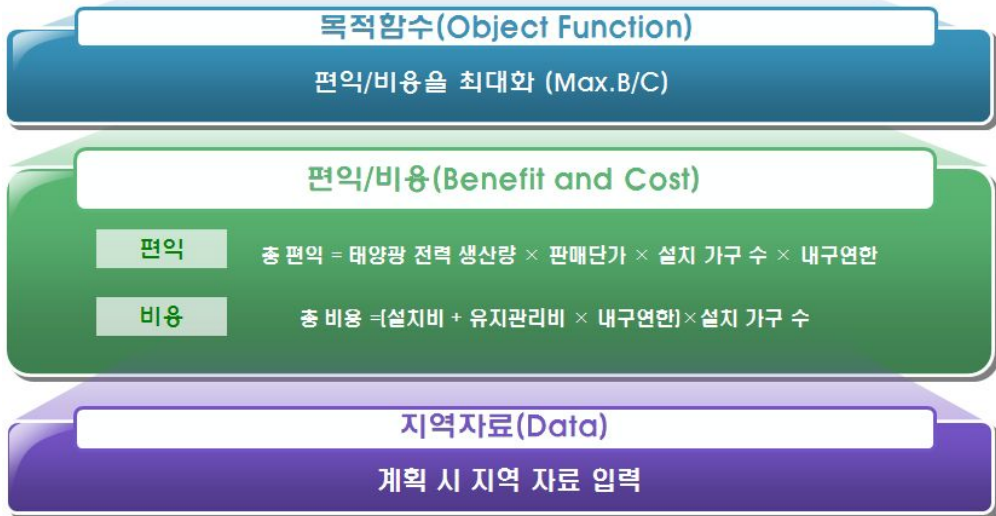 목적함수(Object Function)
편익/비용을 최대화 (Max.B/C)
편익/비용(Benefit and Cost)
편익
총 편익 = 태양광 전력 생산량 × 판매단가 × 설치 가구 수 × 내구연한
비용
총 비용 =[설치비 + 유지관리비 × 내구연한]×설치 가구 수
지역자료(Data)
계획 시 지역 자료 입력